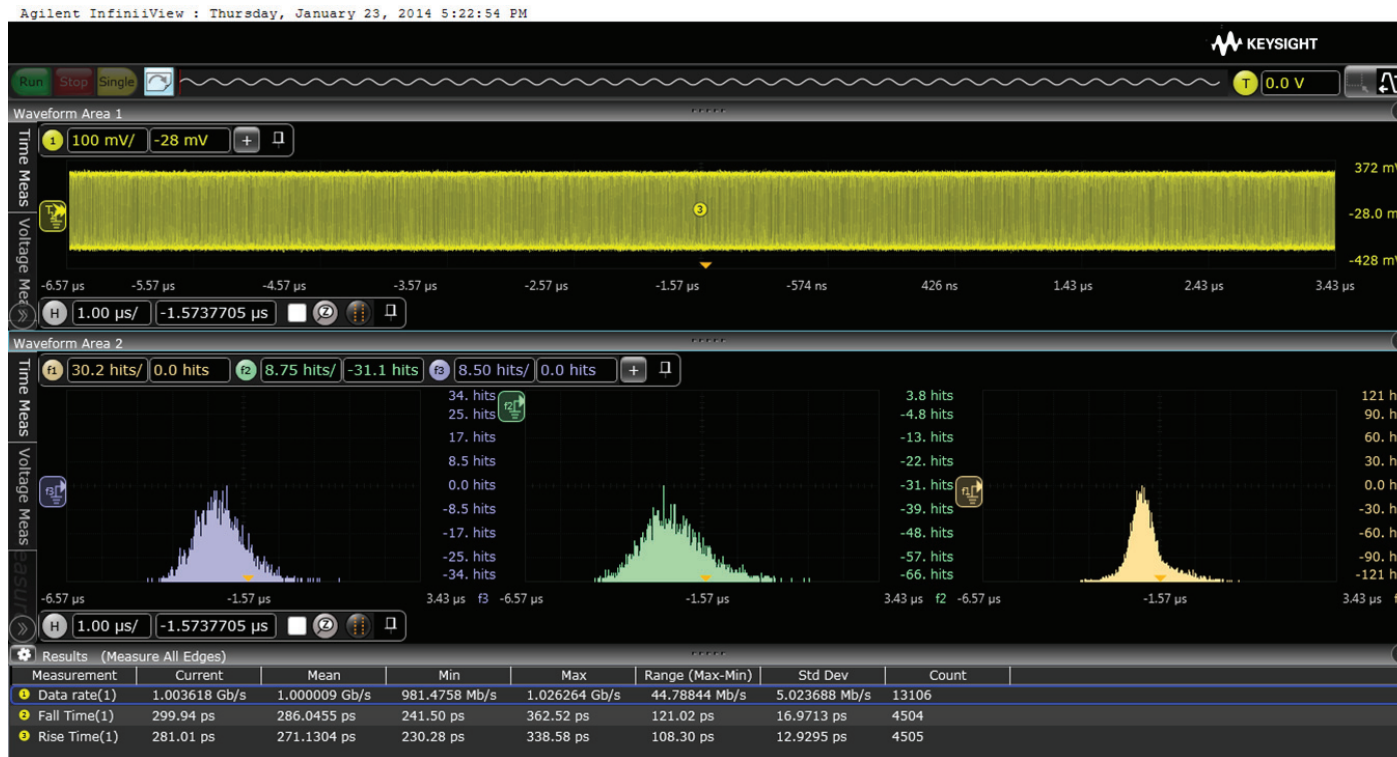 Agilent InfiniiView : Thursday, January 23, 2014 5:22:54 PM
KEYSIGHT
Run Stop Single T 0.0 V
Waveform Area 1
Time Meas
Voltage Mea
1 100 mV/ -28 mV +
372 mV
-28.0 m
-428 mV
3
-6.57 µs -5.57 µs -4.57 µs -3.57 µs -2.57 µs -1.57 µs -574 ns 426 ns 1.43 µs 2.43 µs 3.43 µs
H 1.00 µs/ -1.5737705 µs Z
Waveform Area 2
Time Meas
Voltage Meas
f1 30.2 hits/ 0.0 hits f2 8.75 hits/ -31.1 hits f3 8.50 hits/ 0.0 hits +
34. hits 3.8 hits 121 h
25. hits -4.8 hits 90. h
17. hits -13. hits 60. h
8.5 hits -22. hits 30. h
0.0 hits -31. hits 0.0 h
-8.5 hits -39. hits -30. h
-17. hits -48. hits -60. h
-25. hits -57. hits -90. h
-34. hits -66. hits -121 h
f3 f2 f1
-6.57 µs -1.57 µs 3.43 µs f3 -6.57 µs -1.57 µs 3.43 µs f2 -6.57 µs -1.57 µs 3.43 µs
H 1.00 µs/ -1.5737705 µs Z
Results (Measure All Edges)
Measurement Current Mean Min Max Range (Max-Min) Std Dev Count
1 Data rate(1) 1.003618 Gb/s 1.000009 Gb/s 981.4758 Mb/s 1.026264 Gb/s 44.78844 Mb/s 5.023688 Mb/s 13106
2 Fall Time(1) 299.94 ps 286.0455 ps 241.50 ps 362.52 ps 121.02 ps 16.9713 ps 4504
3 Rise Time(1) 281.01 ps 271.1304 ps 230.28 ps 338.58 ps 108.30 ps 12.9295 ps 4505